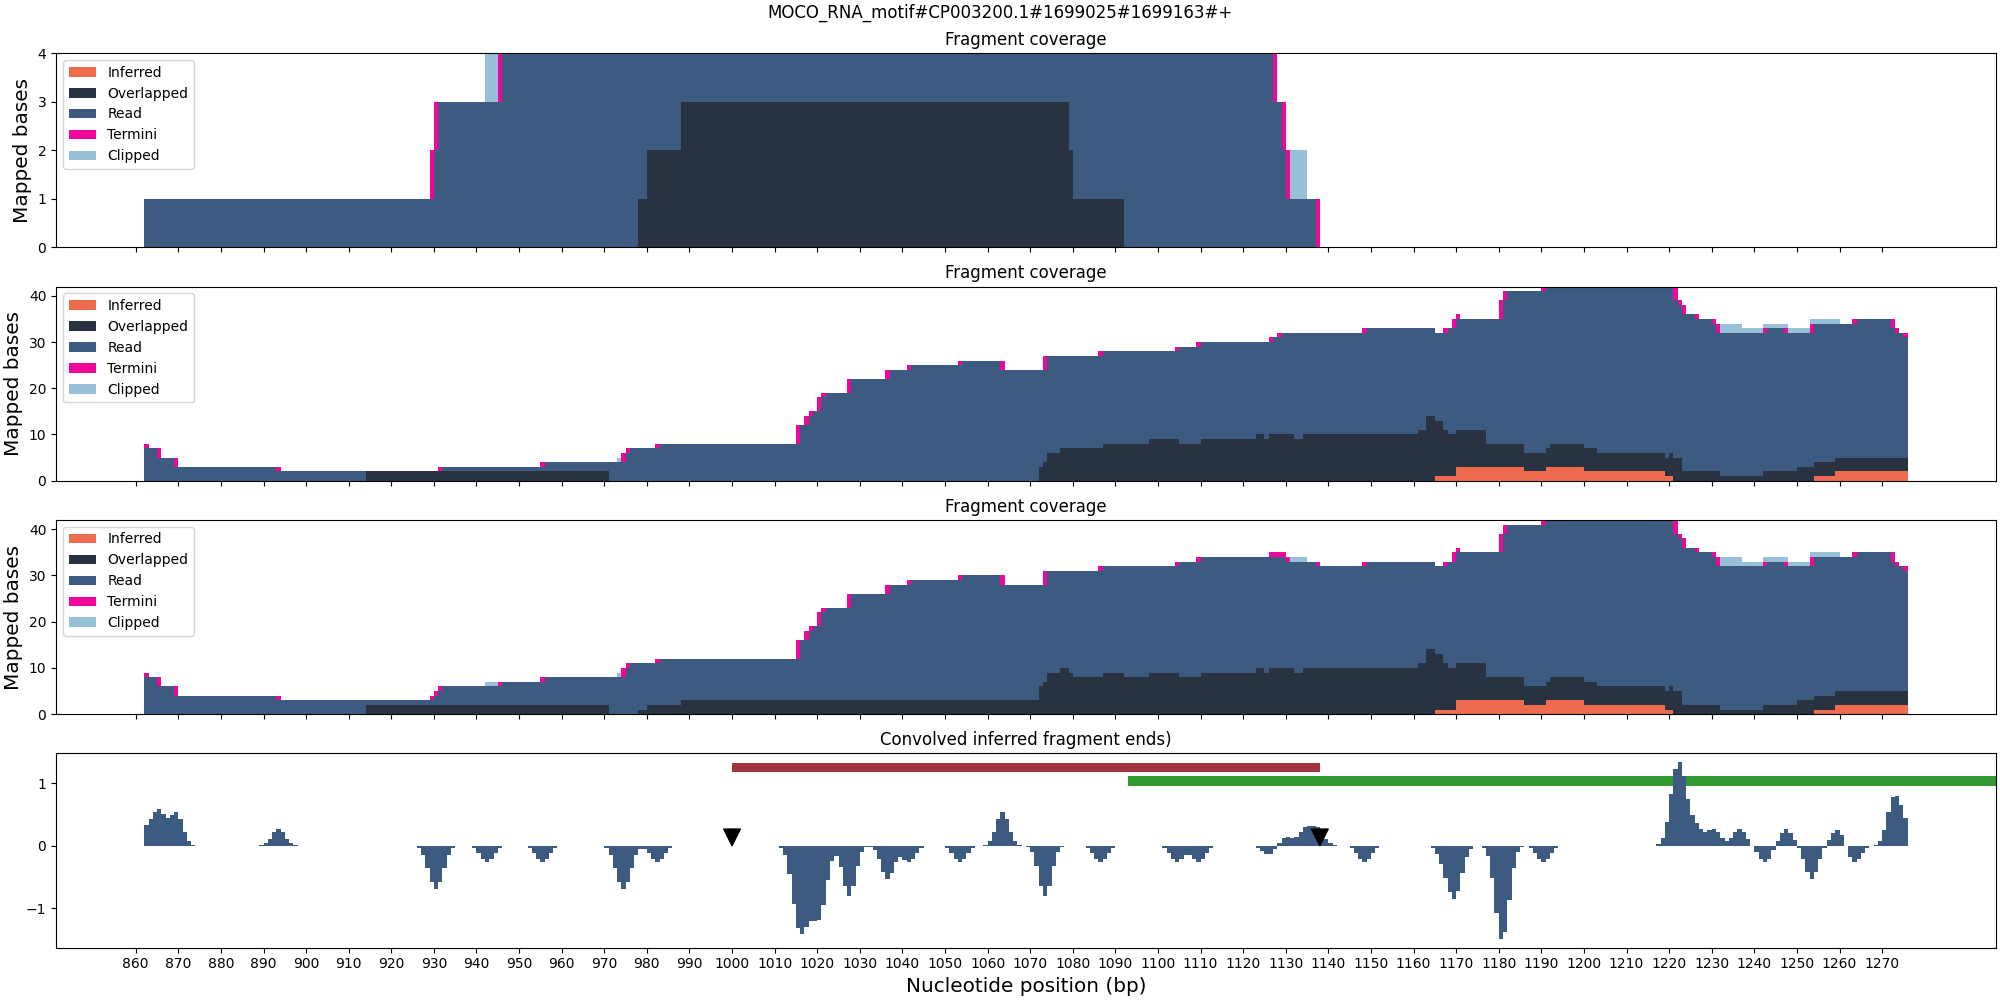 MOCO_RNA_motif#CP003200.1#1699025#1699163#+
Fragment coverage
Mapped bases
4
3
2
1
0
Inferred
Overlapped
Read
Termini
Clipped
Fragment coverage
Mapped bases
40
30
20
10
0
Inferred
Overlapped
Read
Termini
Clipped
Fragment coverage
Mapped bases
40
30
20
10
0
Inferred
Overlapped
Read
Termini
Clipped
Convolved inferred fragment ends)
1
0
−1
860 870 880 890 900 910 920 930 940 950 960 970 980 990 1000 1010 1020 1030 1040 1050 1060 1070 1080 1090 1100 1110 1120 1130 1140 1150 1160 1170 1180 1190 1200 1210 1220 1230 1240 1250 1260 1270
Nucleotide position (bp)